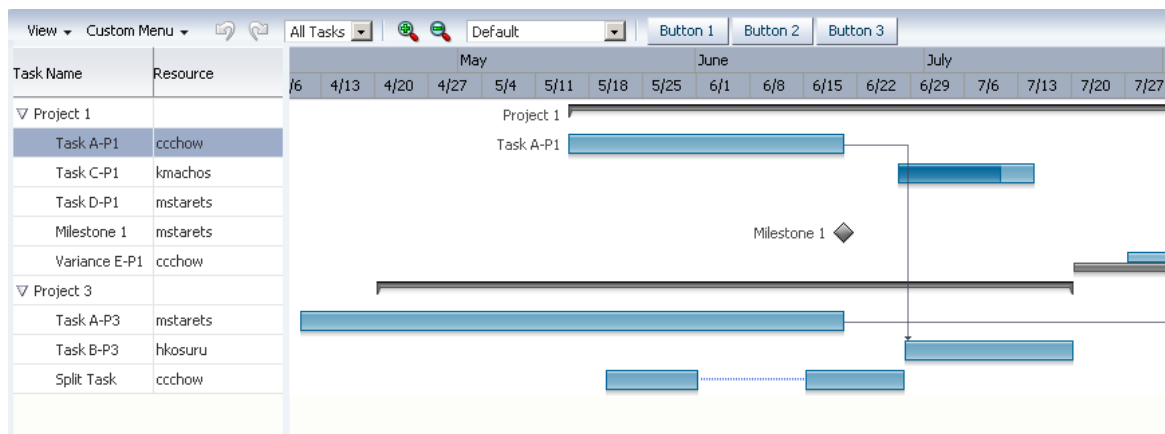 View Custom Menu All Tasks Default Button 1 Button 2 Button 3
Task Name Resource
May June July
/6 4/13 4/20 4/27 5/4 5/11 5/18 5/25 6/1 6/8 6/15 6/22 6/29 7/6 7/13 7/20 7/27
Project 1 Project 1
Task A-P1 ccchow Task A-P1
Task C-P1 kmachos
Task D-P1 mstarets
Milestone 1 mstarets Milestone 1
Variance E-P1 ccchow
Project 3
Task A-P3 mstarets
Task B-P3 hkosuru
Split Task ccchow